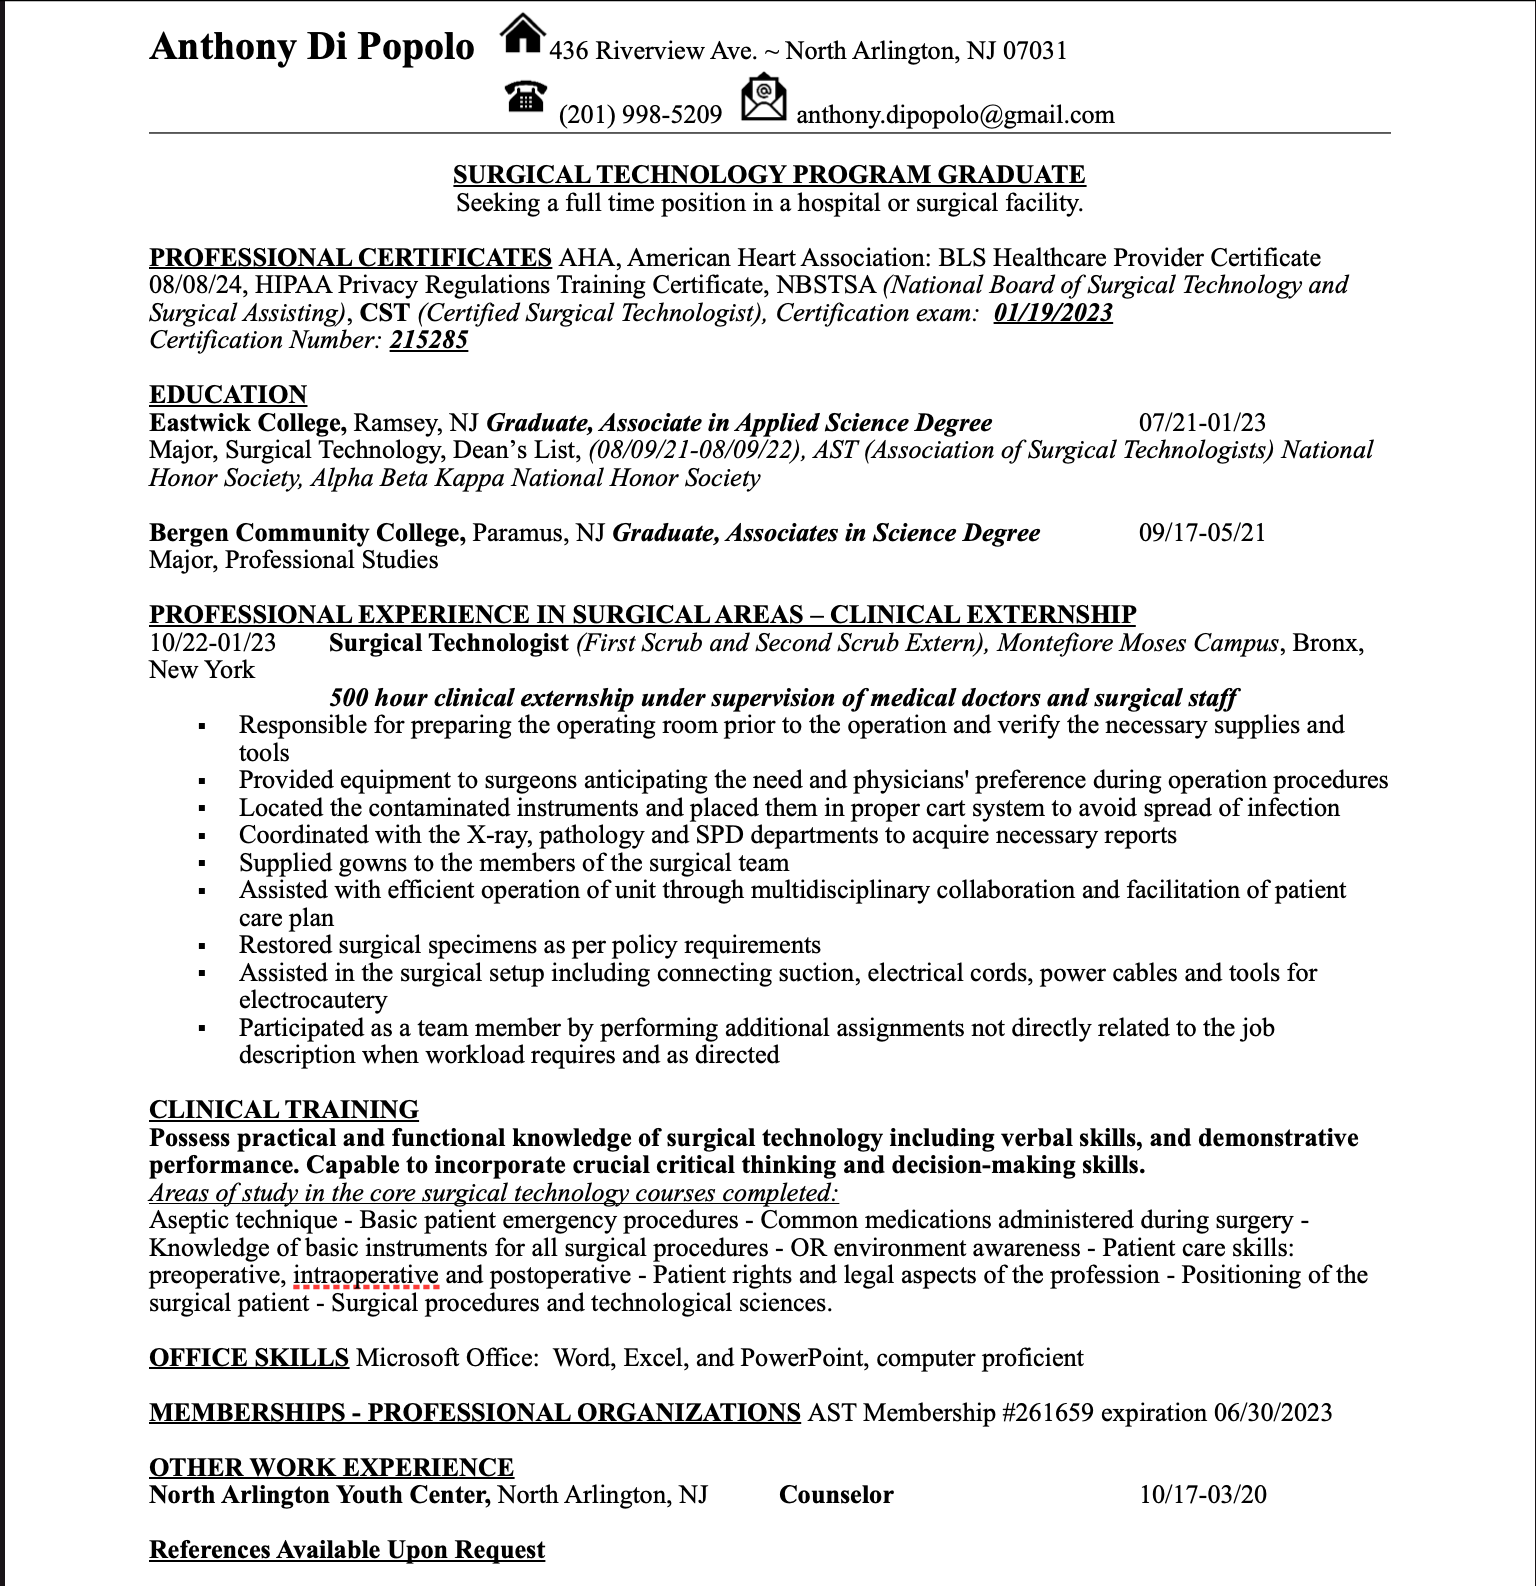 Anthony Di Popolo 436 Riverview Ave. ~ North Arlington, NJ 07031
(201) 998-5209 anthony.dipopolo@gmail.com
SURGICAL TECHNOLOGY PROGRAM GRADUATE
Seeking a full time position in a hospital or surgical facility.
PROFESSIONAL CERTIFICATES AHA, American Heart Association: BLS Healthcare Provider Certificate
08/08/24, HIPAA Privacy Regulations Training Certificate, NBSTSA (National Board of Surgical Technology and
Surgical Assisting), CST (Certified Surgical Technologist), Certification exam: 01/19/2023
Certification Number: 215285
EDUCATION
Eastwick College, Ramsey, NJ Graduate, Associate in Applied Science Degree 07/21-01/23
Major, Surgical Technology, Dean’s List, (08/09/21-08/09/22), AST (Association of Surgical Technologists) National
Honor Society, Alpha Beta Kappa National Honor Society
Bergen Community College, Paramus, NJ Graduate, Associates in Science Degree 09/17-05/21
Major, Professional Studies
PROFESSIONAL EXPERIENCE IN SURGICAL AREAS – CLINICAL EXTERNSHIP
10/22-01/23 Surgical Technologist (First Scrub and Second Scrub Extern), Montefiore Moses Campus, Bronx,
New York
500 hour clinical externship under supervision of medical doctors and surgical staff
▪ Responsible for preparing the operating room prior to the operation and verify the necessary supplies and
tools
▪ Provided equipment to surgeons anticipating the need and physicians' preference during operation procedures
▪ Located the contaminated instruments and placed them in proper cart system to avoid spread of infection
▪ Coordinated with the X-ray, pathology and SPD departments to acquire necessary reports
▪ Supplied gowns to the members of the surgical team
▪ Assisted with efficient operation of unit through multidisciplinary collaboration and facilitation of patient
care plan
▪ Restored surgical specimens as per policy requirements
▪ Assisted in the surgical setup including connecting suction, electrical cords, power cables and tools for
electrocautery
▪ Participated as a team member by performing additional assignments not directly related to the job
description when workload requires and as directed
CLINICAL TRAINING
Possess practical and functional knowledge of surgical technology including verbal skills, and demonstrative
performance. Capable to incorporate crucial critical thinking and decision-making skills.
Areas of study in the core surgical technology courses completed:
Aseptic technique - Basic patient emergency procedures - Common medications administered during surgery -
Knowledge of basic instruments for all surgical procedures - OR environment awareness - Patient care skills:
preoperative, intraoperative and postoperative - Patient rights and legal aspects of the profession - Positioning of the
surgical patient - Surgical procedures and technological sciences.
OFFICE SKILLS Microsoft Office: Word, Excel, and PowerPoint, computer proficient
MEMBERSHIPS - PROFESSIONAL ORGANIZATIONS AST Membership #261659 expiration 06/30/2023
OTHER WORK EXPERIENCE
North Arlington Youth Center, North Arlington, NJ Counselor 10/17-03/20
References Available Upon Request